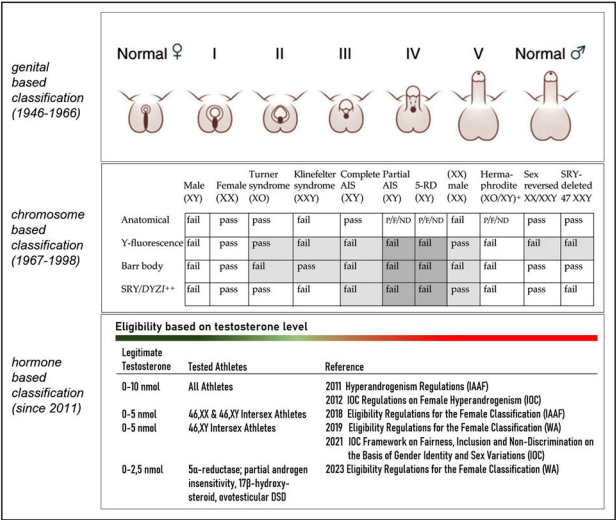 genital
based
classification
(1946-1966)
Normal ♀ I II III IV V Normal ♂
chromosome
based
classification
(1967-1998)
Male (XY) Female (XX) Turner syndrome (XO) Klinefelter syndrome (XXY) Complete AIS (XY) Partial AIS (XY) 5-RD (XY) (XX) male (XX) Herma- phrodite (XO/XY)+ Sex reversed XX/XXY SRY- deleted 47 XXY
Anatomical fail pass pass fail pass P/F/ND P/F/ND fail P/F/ND pass pass
Y-fluorescence fail pass pass fail fail fail fail pass fail fail fail
Barr body fail pass fail pass fail fail fail fail fail pass pass
SRY/DYZI++ fail pass pass fail fail fail fail pass fail pass fail
hormone
based
classification
(since 2011)
Eligibility based on testosterone level
Legitimate
Testosterone Tested Athletes Reference
0-10 nmol All Athletes 2011 Hyperandrogenism Regulations (IAAF)
2012 IOC Regulations on Female Hyperandrogenism (IOC)
0-5 nmol 46,XX & 46,XY Intersex Athletes 2018 Eligibility Regulations for the Female Classification (IAAF)
0-5 nmol 46,XY Intersex Athletes 2019 Eligibility Regulations for the Female Classification (WA)
2021 IOC Framework on Fairness, Inclusion and Non-Discrimination on
the Basis of Gender Identity and Sex Variations (IOC)
0-2,5 nmol 5α-reductase; partial androgen 2023 Eligibility Regulations for the Female Classification (WA)
insensitivity, 17β-hydroxy-
steroid, ovotesticular DSD